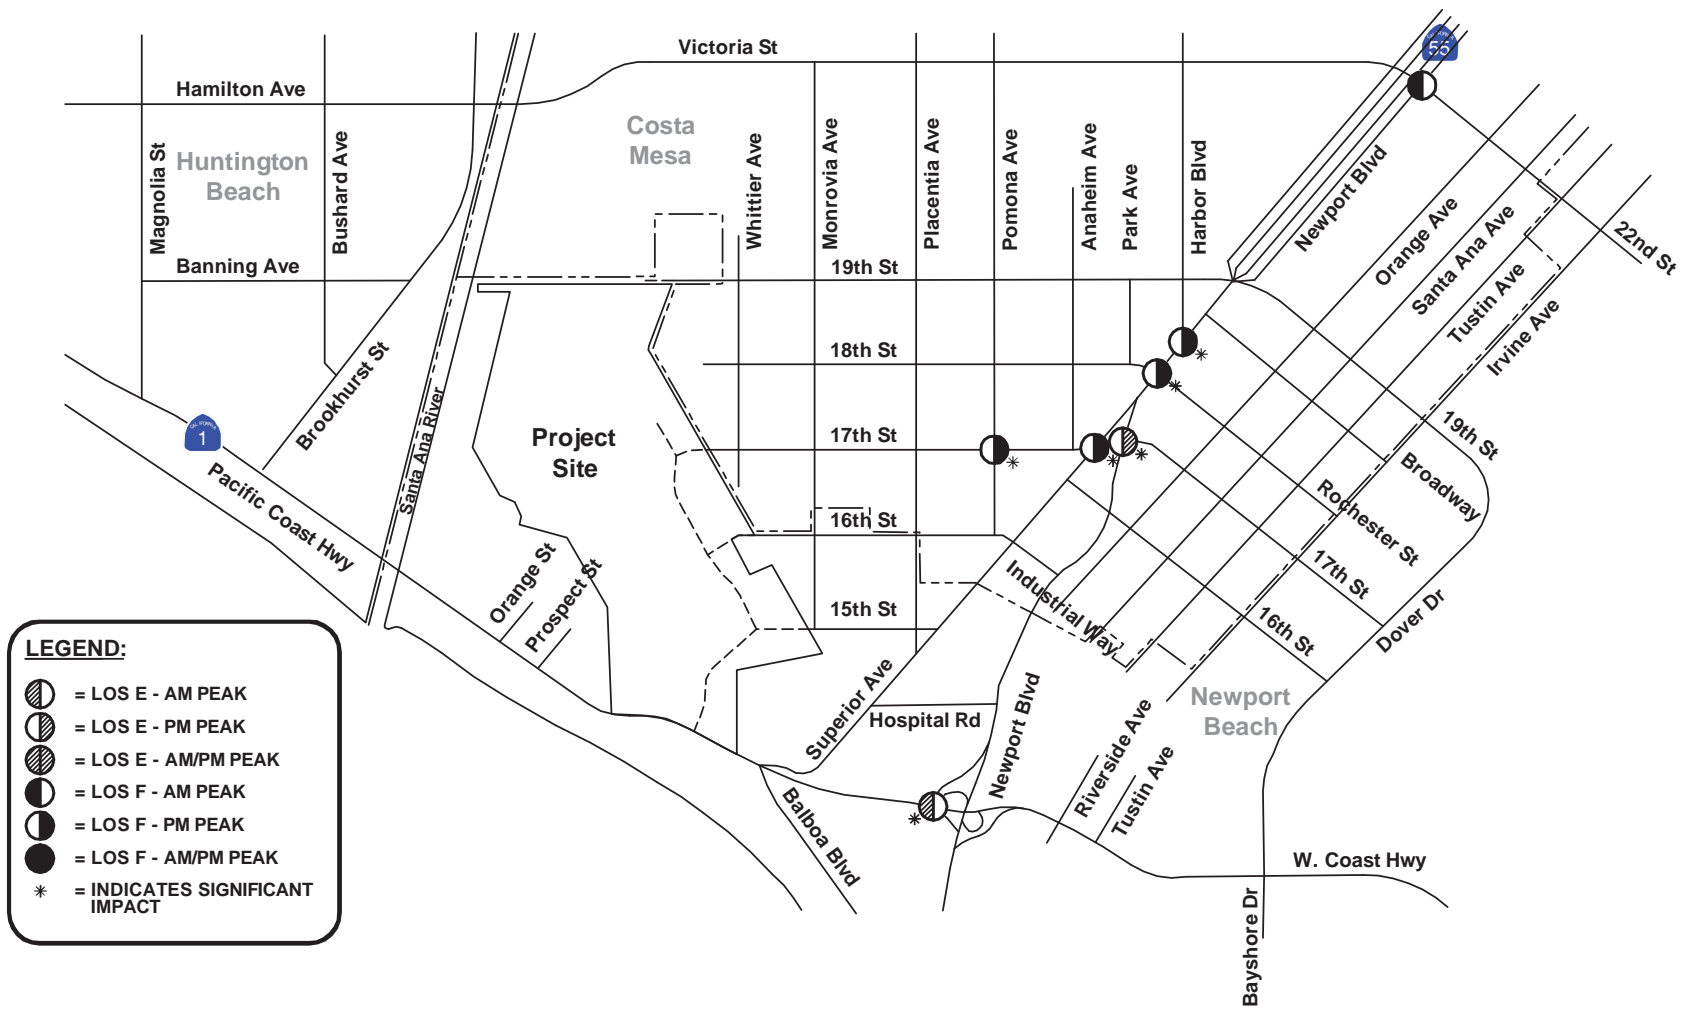 Victoria St
55
Hamilton Ave
Costa
Mesa
Huntington
Beach
Magnolia St
Bushard Ave
Whittier Ave
Monrovia Ave
Placentia Ave
Pomona Ave
Anaheim Ave
Park Ave
Harbor Blvd
Newport Blvd
Orange Ave
Santa Ana Ave
Tustin Ave
Irvine Ave
22nd St
Banning Ave
19th St
18th St
17th St
16th St
15th St
Brookhurst St
Santa Ana River
Project
Site
1
Pacific Coast Hwy
Orange St
Prospect St
19th St
Broadway
Rochester St
17th St
16th St
Dover Dr
Industrial Way
Superior Ave
Hospital Rd
Newport Blvd
Newport
Beach
Riverside Ave
Tustin Ave
Balboa Blvd
W. Coast Hwy
Bayshore Dr
LEGEND:
= LOS E - AM PEAK
= LOS E - PM PEAK
= LOS E - AM/PM PEAK
= LOS F - AM PEAK
= LOS F - PM PEAK
= LOS F - AM/PM PEAK
= INDICATES SIGNIFICANT
IMPACT